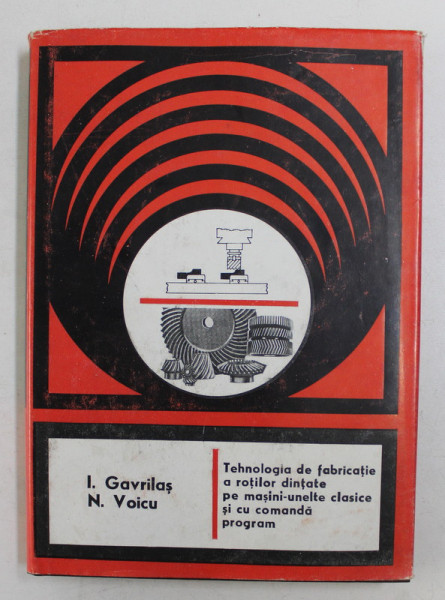 I. Gavrilaș
N. Voicu
Tehnologia de fabricație
a roților dințate
pe mașini-unelte clasice
și cu comandă
program